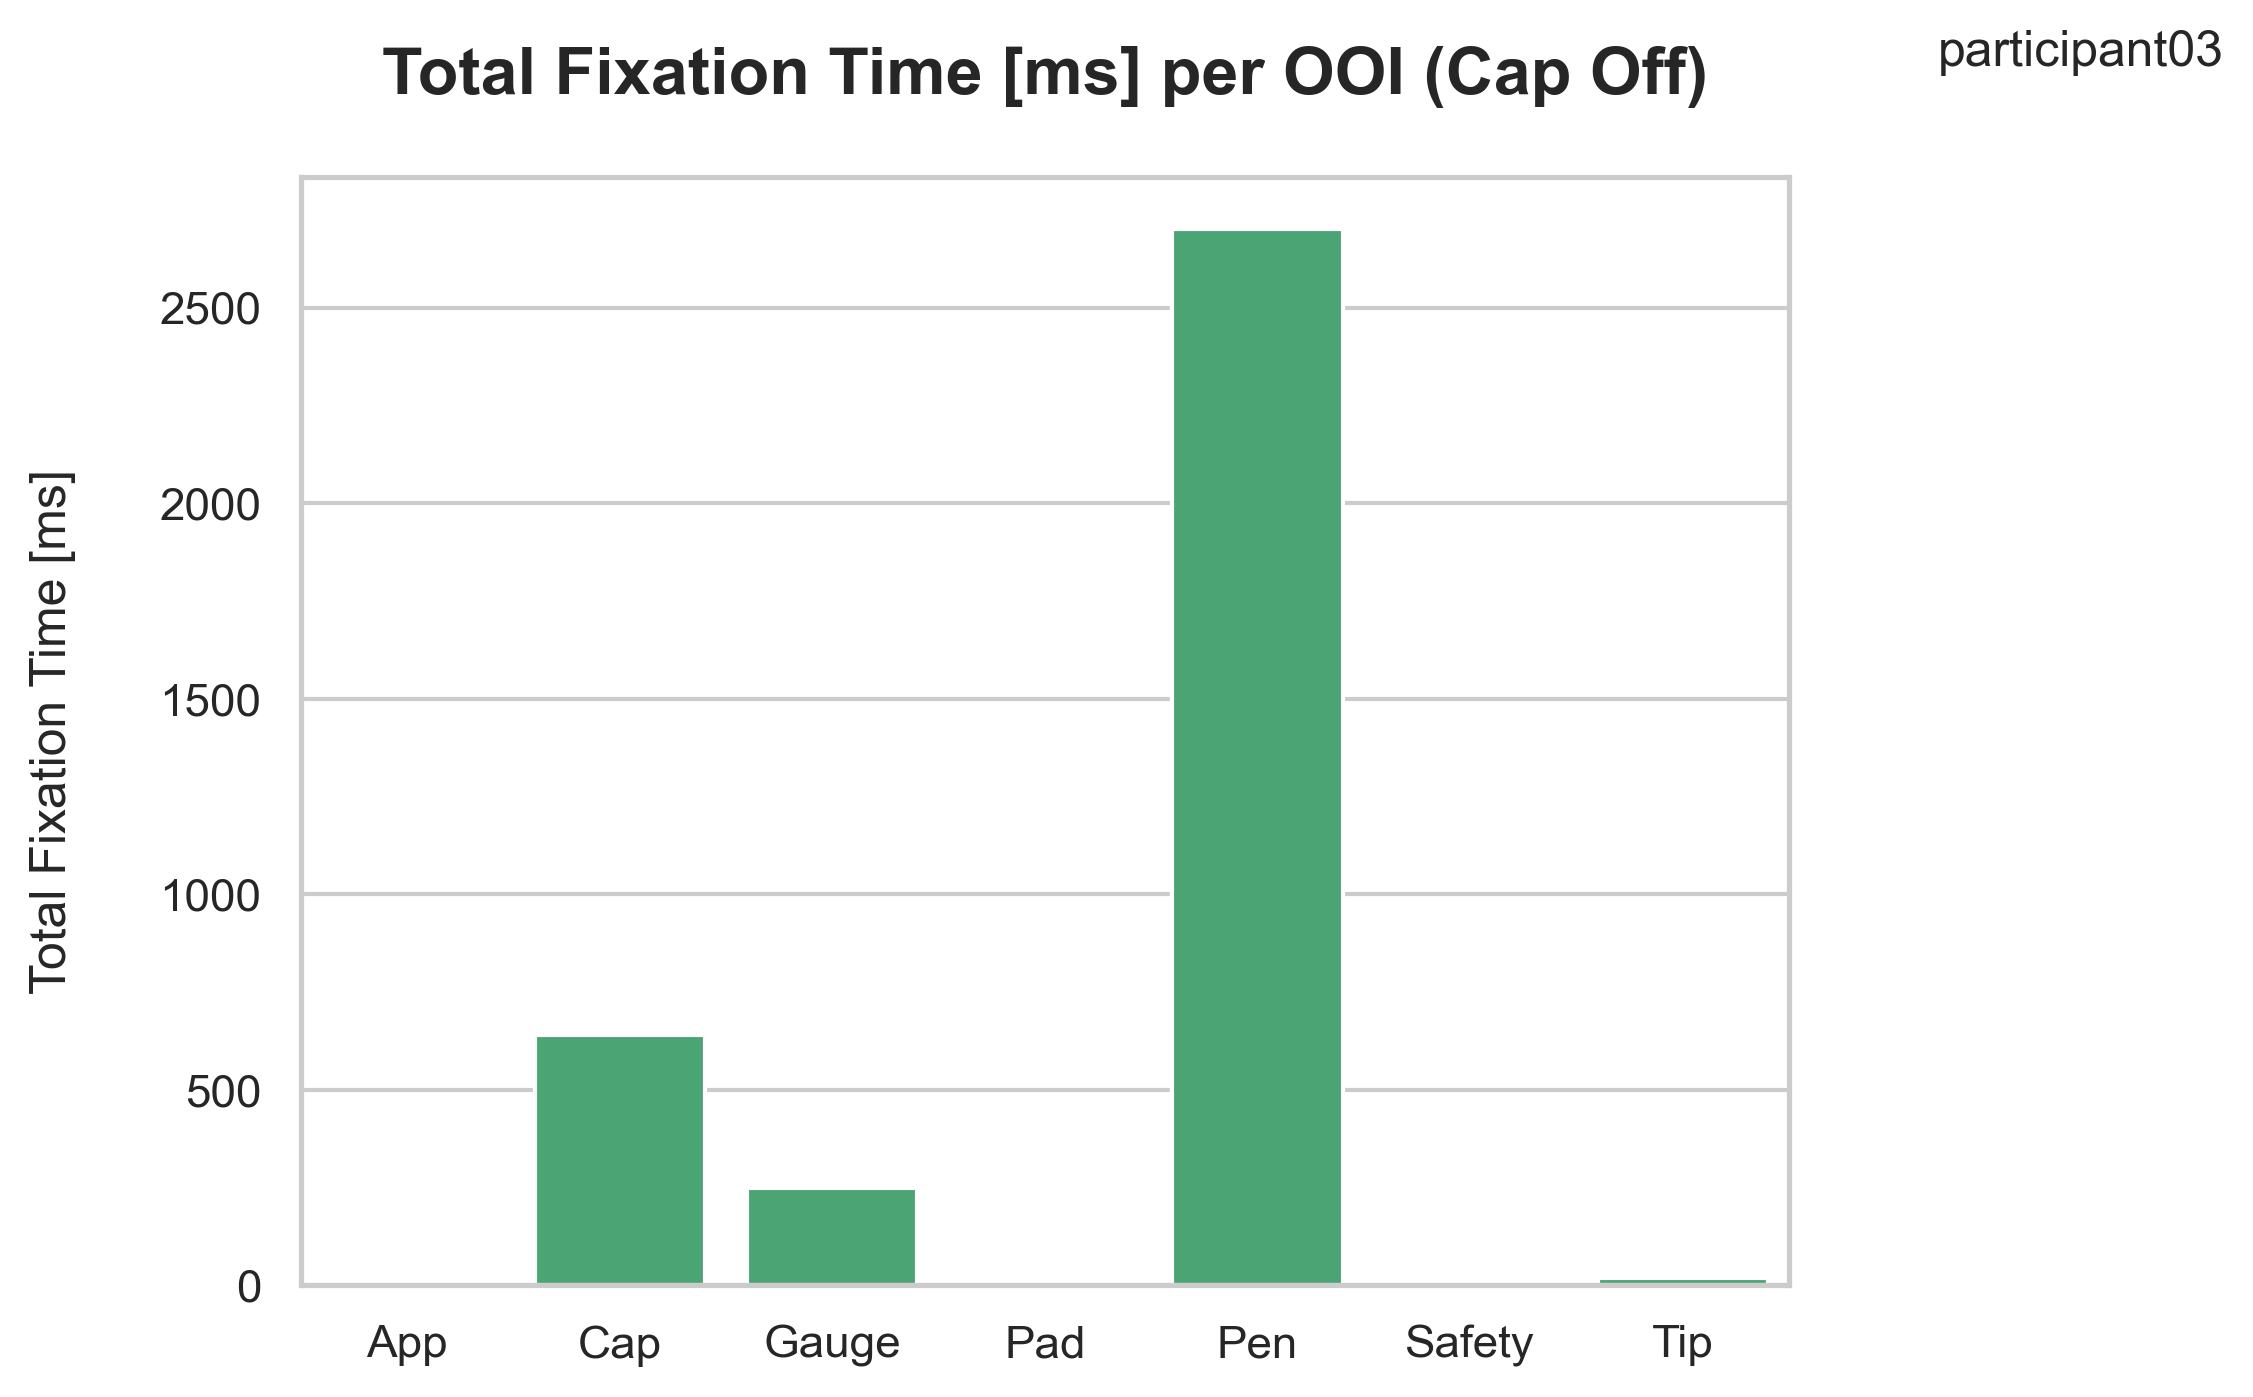 participant03
Total Fixation Time [ms] per OOI (Cap Off)
Total Fixation Time [ms]
2500
2000
1500
1000
500
0
App Cap Gauge Pad Pen Safety Tip